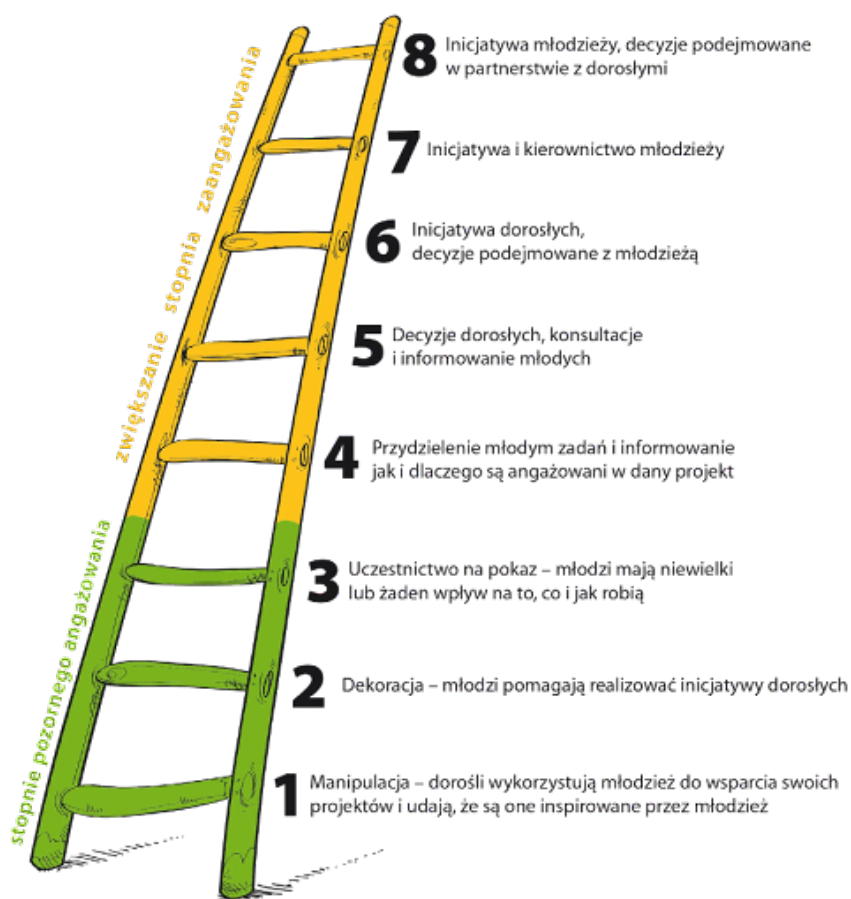 8 Inicjatywa młodzieży, decyzje podejmowane
w partnerstwie z dorosłymi
7 Inicjatywa i kierownictwo młodzieży
6 Inicjatywa dorosłych,
decyzje podejmowane z młodzieżą
5 Decyzje dorosłych, konsultacje
i informowanie młodych
4 Przydzielenie młodym zadań i informowanie
jak i dlaczego są angażowani w dany projekt
3 Uczestnictwo na pokaz – młodzi mają niewielki
lub żaden wpływ na to, co i jak robią
2 Dekoracja – młodzi pomagają realizować inicjatywy dorosłych
1 Manipulacja – dorośli wykorzystują młodzież do wsparcia swoich
projektów i udają, że są one inspirowane przez młodzież
zwiększanie stopnia zaangażowania
stopnie pozornego angażowania